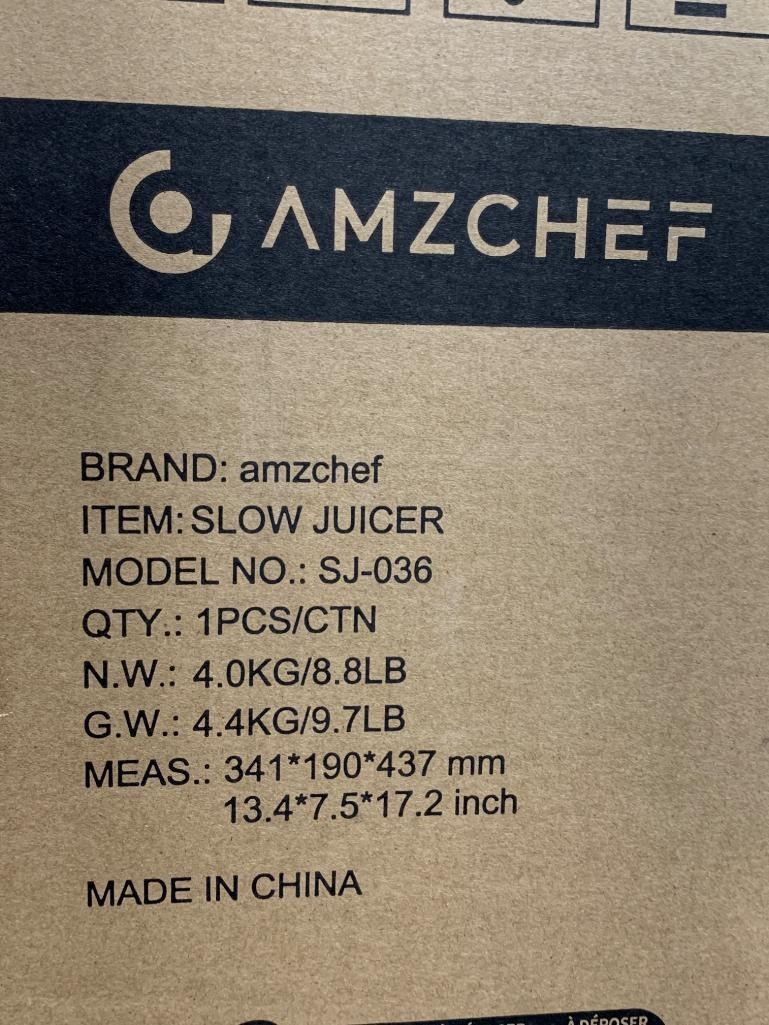 AMZCHEF
BRAND: amzchef
ITEM: SLOW JUICER
MODEL NO.: SJ-036
QTY.: 1PCS/CTN
N.W.: 4.0KG/8.8LB
G.W.: 4.4KG/9.7LB
MEAS.: 341*190*437 mm
13.4*7.5*17.2 inch
MADE IN CHINA
À DÉPOSER